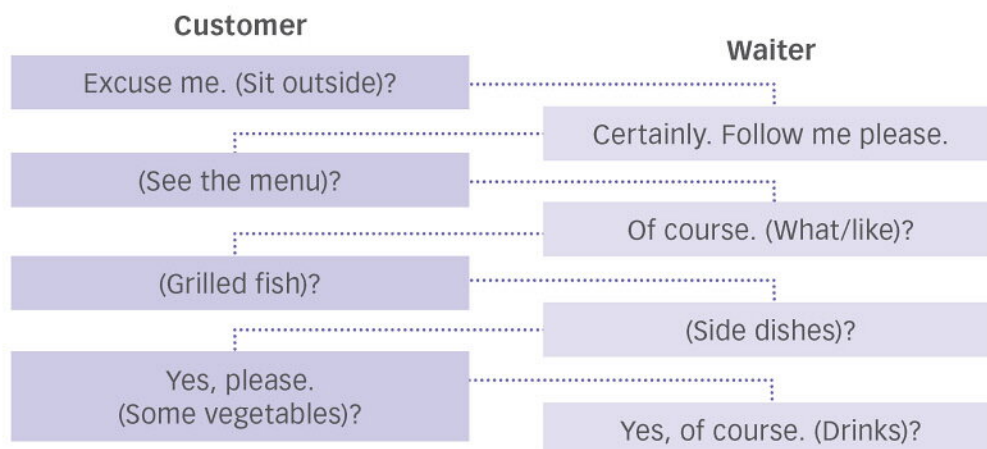 Customer
Waiter
Excuse me. (Sit outside)?
Certainly. Follow me please.
(See the menu)?
Of course. (What/like)?
(Grilled fish)?
(Side dishes)?
Yes, please.
(Some vegetables)?
Yes, of course. (Drinks)?